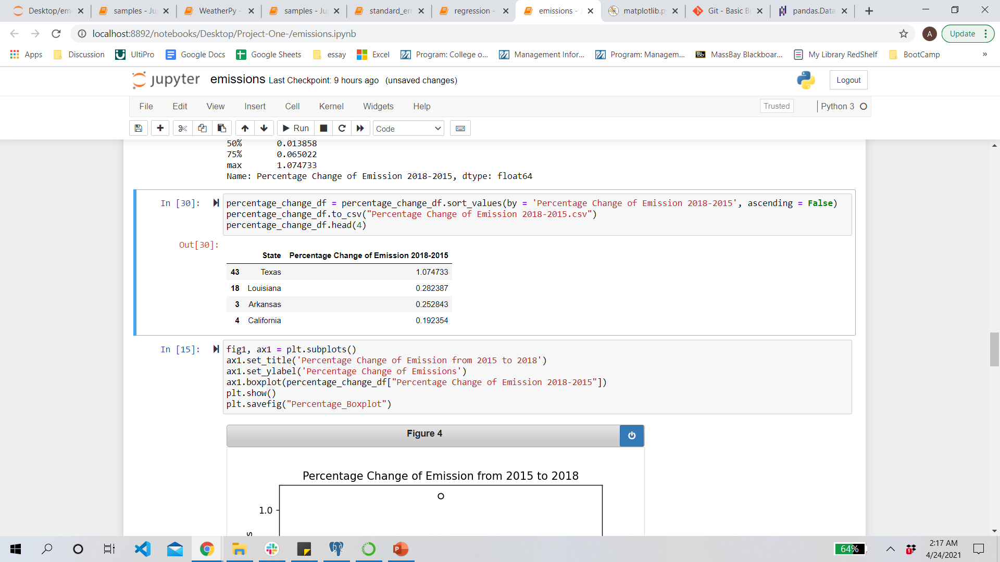 Desktop/em
samples - Ju
WeatherPy -
samples - Ju
standard_em
regression -
emissions - J
matplotlib.p
Git - Basic B
pandas.Data
localhost:8892/notebooks/Desktop/Project-One-/emissions.ipynb
A
Update
Apps
Discussion
UltiPro
Google Docs
Google Sheets
essay
Excel
Program: College o...
Management Infor...
Program: Managem...
Bb
MassBay Blackboar...
My Library RedShelf
BootCamp
»
jupyter emissions Last Checkpoint: 9 hours ago (unsaved changes)
Logout
File Edit View Insert Cell Kernel Widgets Help
Trusted
Python 3
Run
Code
50% 0.013858
75% 0.065022
max 1.074733
Name: Percentage Change of Emission 2018-2015, dtype: float64
In [30]:
percentage_change_df = percentage_change_df.sort_values(by = 'Percentage Change of Emission 2018-2015', ascending = False)
percentage_change_df.to_csv("Percentage Change of Emission 2018-2015.csv")
percentage_change_df.head(4)
Out[30]:
State Percentage Change of Emission 2018-2015
43 Texas 1.074733
18 Louisiana 0.282387
3 Arkansas 0.252843
4 California 0.192354
In [15]:
fig1, ax1 = plt.subplots()
ax1.set_title('Percentage Change of Emission from 2015 to 2018')
ax1.set_ylabel('Percentage Change of Emissions')
ax1.boxplot(percentage_change_df["Percentage Change of Emission 2018-2015"])
plt.show()
plt.savefig("Percentage_Boxplot")
Figure 4
Percentage Change of Emission from 2015 to 2018
1.0
s
64%
1
2:17 AM
4/24/2021